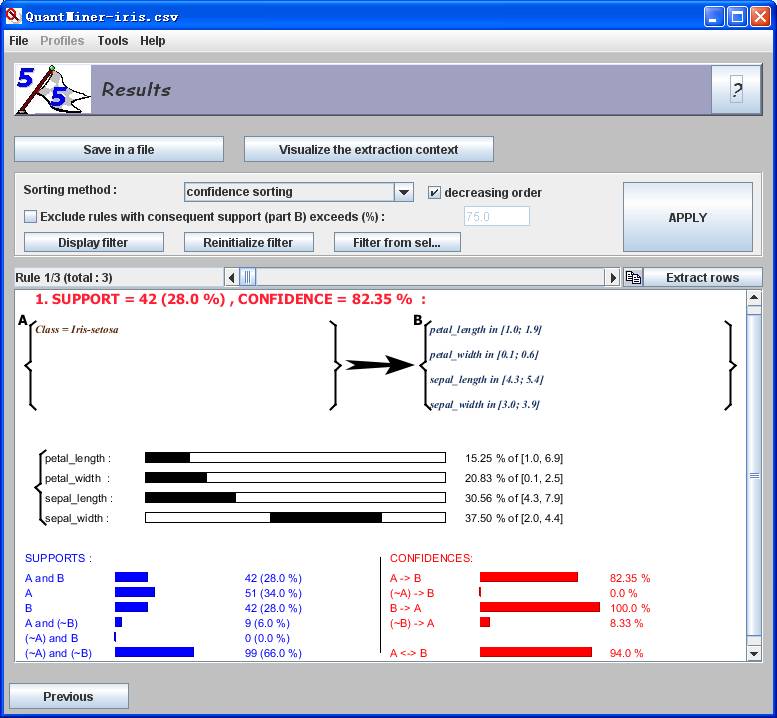 QuantMiner-iris.csv
File Profiles Tools Help
5 5 Results ?
Save in a file Visualize the extraction context
Sorting method : confidence sorting decreasing order
Exclude rules with consequent support (part B) exceeds (%) : 75.0 APPLY
Display filter Reinitialize filter Filter from sel...
Rule 1/3 (total : 3) Extract rows
1. SUPPORT = 42 (28.0 %) , CONFIDENCE = 82.35 % :
A B
Class = Iris-setosa petal_length in [1.0; 1.9]
petal_width in [0.1; 0.6]
sepal_length in [4.3; 5.4]
sepal_width in [3.0; 3.9]
petal_length : 15.25 % of [1.0, 6.9]
petal_width : 20.83 % of [0.1, 2.5]
sepal_length : 30.56 % of [4.3, 7.9]
sepal_width : 37.50 % of [2.0, 4.4]
SUPPORTS : CONFIDENCES:
A and B 42 (28.0 %) A -> B 82.35 %
A 51 (34.0 %) (~A) -> B 0.0 %
B 42 (28.0 %) B -> A 100.0 %
A and (~B) 9 (6.0 %) (~B) -> A 8.33 %
(~A) and B 0 (0.0 %)
(~A) and (~B) 99 (66.0 %) A <-> B 94.0 %
Previous